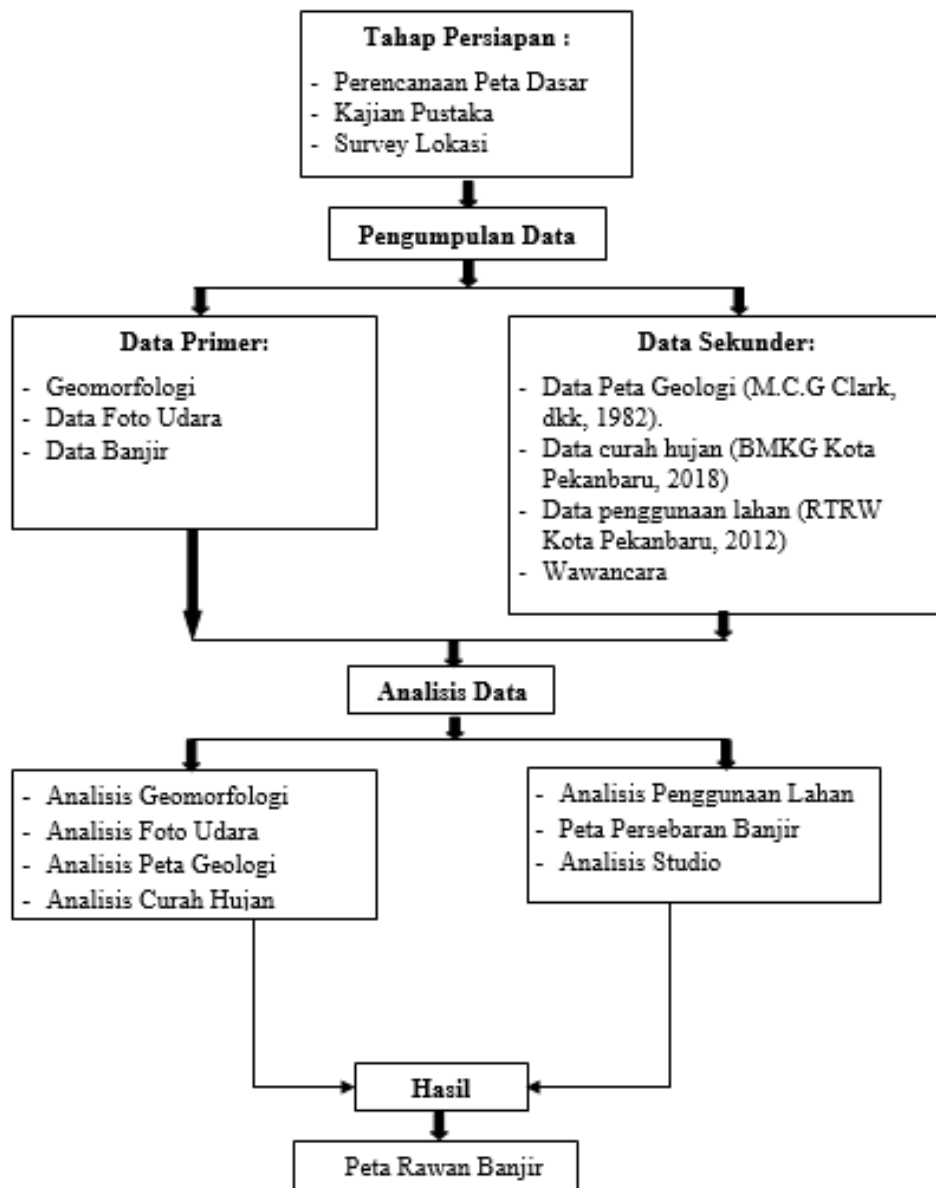 Tahap Persiapan :
- Perencanaan Peta Dasar
- Kajian Pustaka
- Survey Lokasi
Pengumpulan Data
Data Primer:
- Geomorfologi
- Data Foto Udara
- Data Banjir
Data Sekunder:
- Data Peta Geologi (M.C.G Clark,
dkk, 1982).
- Data curah hujan (BMKG Kota
Pekanbaru, 2018)
- Data penggunaan lahan (RTRW
Kota Pekanbaru, 2012)
- Wawancara
Analisis Data
- Analisis Geomorfologi
- Analisis Foto Udara
- Analisis Peta Geologi
- Analisis Curah Hujan
- Analisis Penggunaan Lahan
- Peta Persebaran Banjir
- Analisis Studio
Hasil
Peta Rawan Banjir